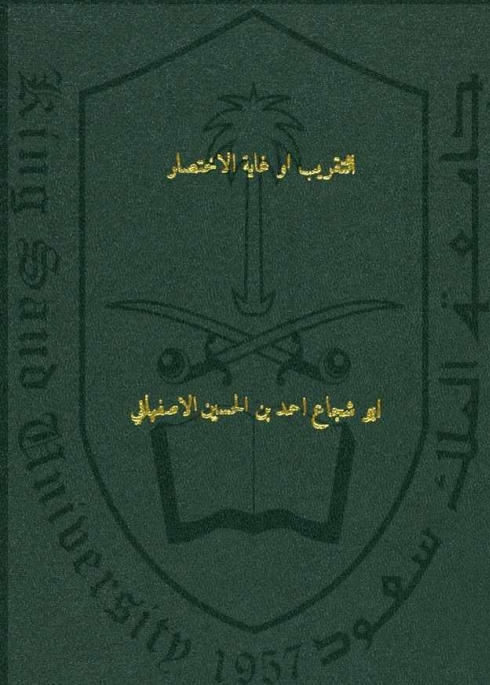 التقريب او غاية الاختصار
ابو شجاع احمد بن الحسين الاصفهاني
King Saud University 1957
جامعة الملك سعود